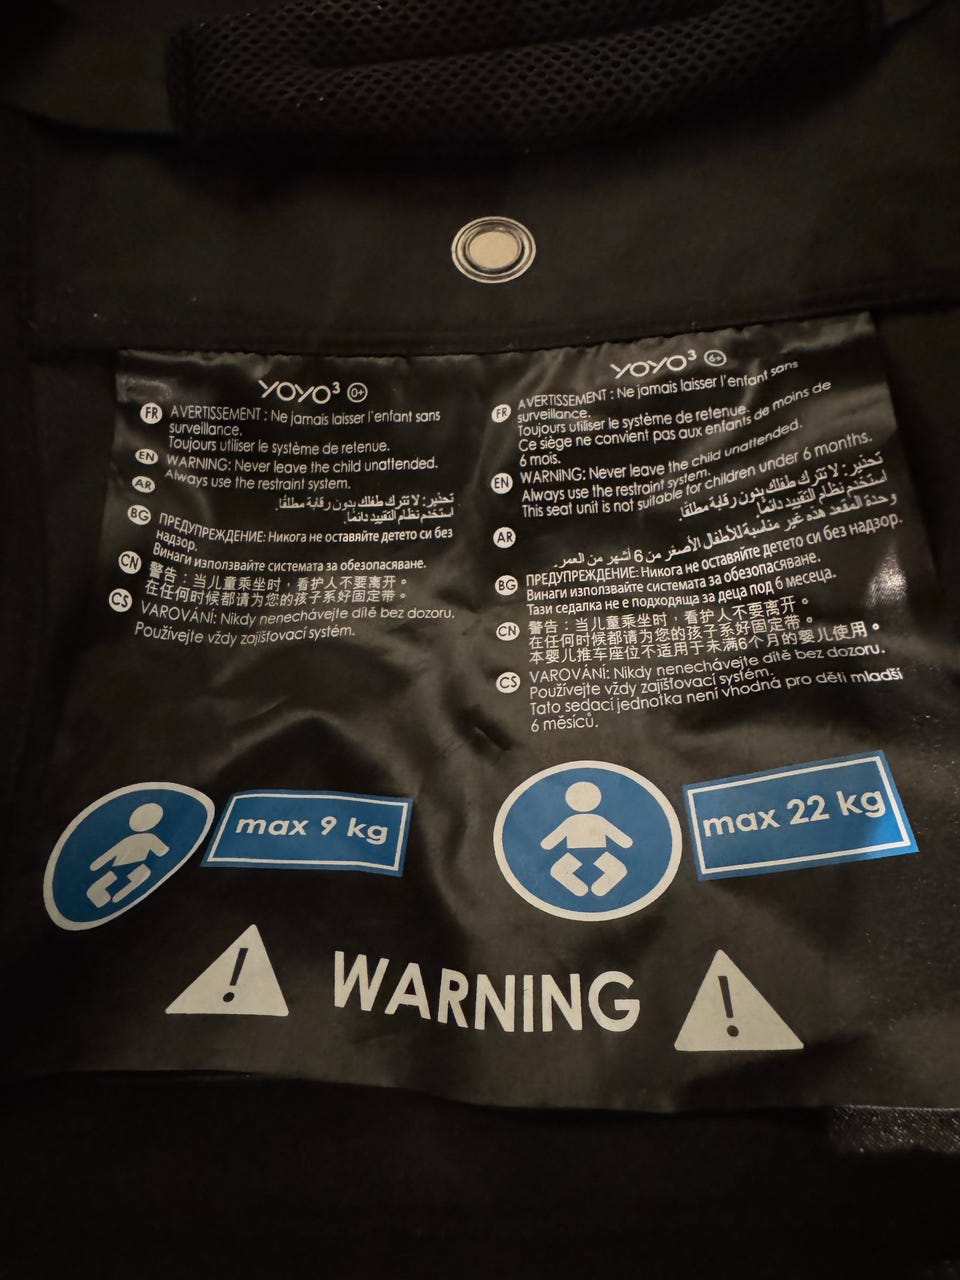 YOYO³ 0+
FR AVERTISSEMENT : Ne jamais laisser l'enfant sans
surveillance.
Toujours utiliser le système de retenue.
EN WARNING: Never leave the child unattended.
Always use the restraint system.
AR تحذير: لا تترك طفلك بدون رقابة مطلقًا.
استخدم نظام التقييد دائمًا.
BG ПРЕДУПРЕЖДЕНИЕ: Никога не оставяйте детето си без
надзор.
Винаги използвайте системата за обезопасяване.
CN 警告：当儿童乘坐时，看护人不要离开。
在任何时候都请为您的孩子系好固定带。
CS VAROVÁNÍ: Nikdy nenechávejte dítě bez dozoru.
Používejte vždy zajišťovací systém.
YOYO³ 6+
FR AVERTISSEMENT : Ne jamais laisser l'enfant sans
surveillance.
Toujours utiliser le système de retenue.
Ce siège ne convient pas aux enfants de moins de
6 mois.
EN WARNING: Never leave the child unattended.
Always use the restraint system.
This seat unit is not suitable for children under 6 months.
AR تحذير: لا تترك طفلك بدون رقابة مطلقًا.
استخدم نظام التقييد دائمًا.
وحدة المقعد هذه غير مناسبة للأطفال الأصغر من 6 أشهر من العمر.
BG ПРЕДУПРЕЖДЕНИЕ: Никога не оставяйте детето си без надзор.
Винаги използвайте системата за обезопасяване.
Тази седалка не е подходяща за деца под 6 месеца.
CN 警告：当儿童乘坐时，看护人不要离开。
在任何时候都请为您的孩子系好固定带。
本婴儿推车座位不适用于未满6个月的婴儿使用。
CS VAROVÁNÍ: Nikdy nenechávejte dítě bez dozoru.
Používejte vždy zajišťovací systém.
Tato sedací jednotka není vhodná pro děti mladší
6 měsíců.
max 9 kg
max 22 kg
WARNING